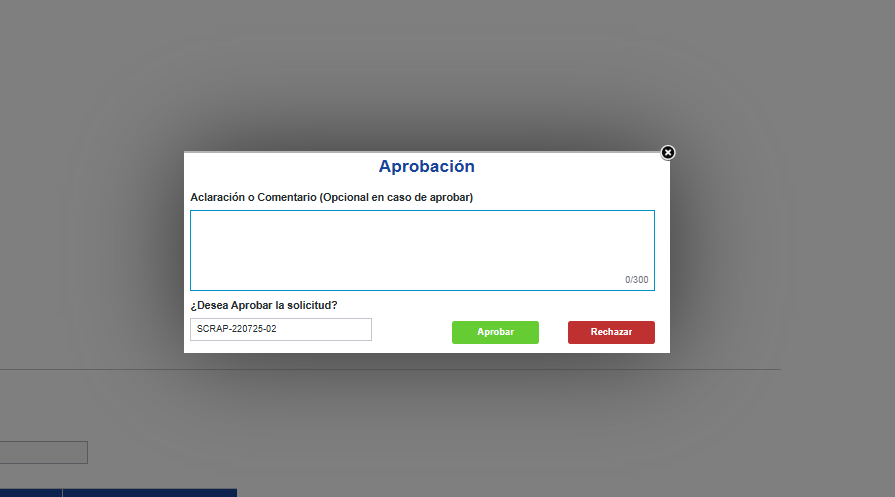 Aprobación
Aclaración o Comentario (Opcional en caso de aprobar)
0/300
¿Desea Aprobar la solicitud?
SCRAP-220725-02
Aprobar
Rechazar